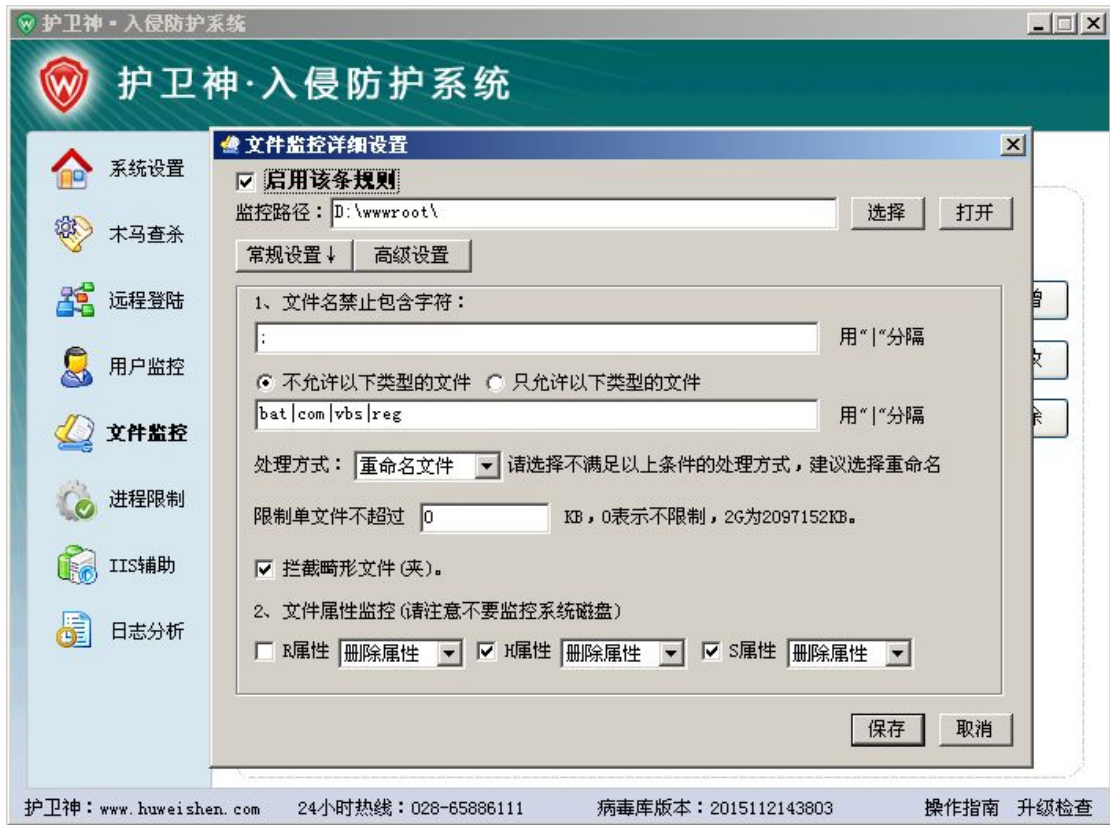 护卫神·入侵防护系统
护卫神·入侵防护系统
系统设置
木马查杀
远程登陆
用户监控
文件监控
进程限制
IIS辅助
日志分析
文件监控详细设置
启用该条规则
监控路径：D:\wwwroot\ 选择 打开
常规设置↓ 高级设置
1、文件名禁止包含字符：
; 用“|”分隔
不允许以下类型的文件 只允许以下类型的文件
bat|com|vbs|reg 用“|”分隔
处理方式：重命名文件 请选择不满足以上条件的处理方式，建议选择重命名
限制单文件不超过 0 KB，0表示不限制，2G为2097152KB。
拦截畸形文件(夹)。
2、文件属性监控(请注意不要监控系统磁盘)
R属性 删除属性 H属性 删除属性 S属性 删除属性
保存 取消
护卫神：www.huweishen.com 24小时热线：028-65886111 病毒库版本：2015112143803 操作指南 升级检查